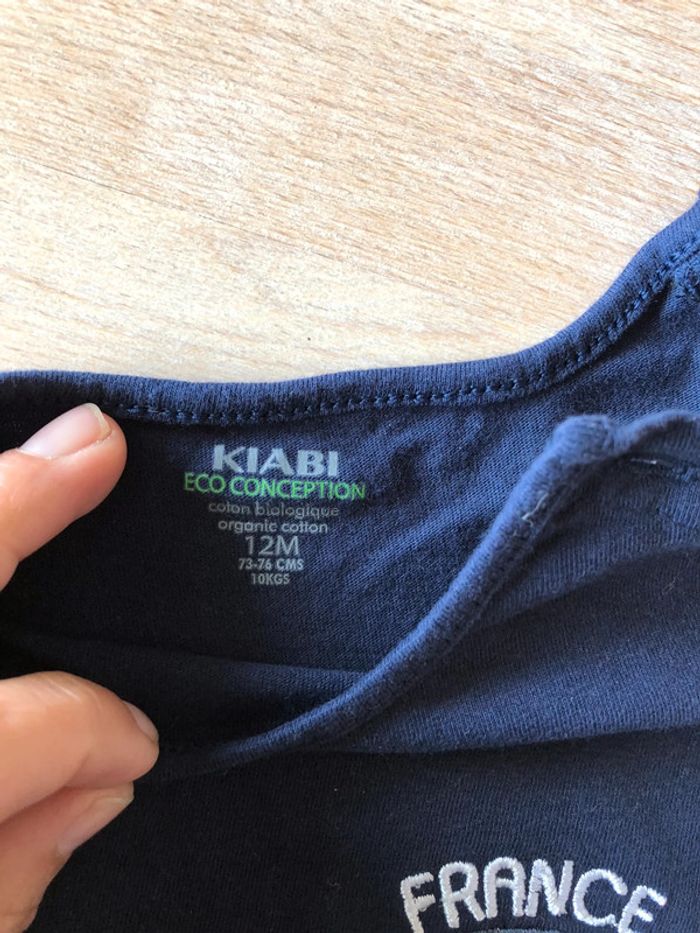 KIABI
ECO CONCEPTION
coton biologique
organic cotton
12M
73-76 CMS
10KGS
FRANCE